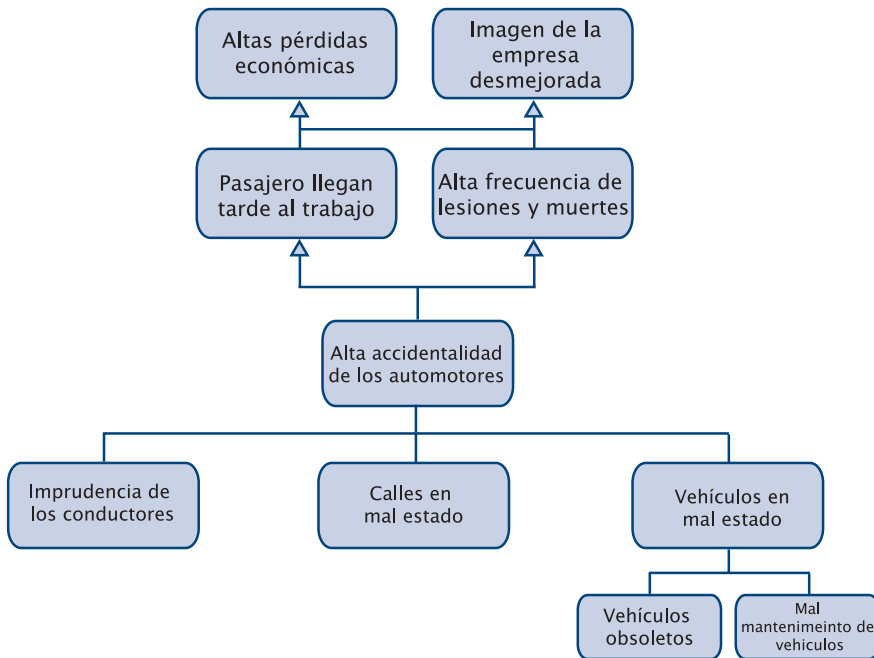 Altas pérdidas
económicas
Imagen de la
empresa
desmejorada
Pasajero llegan
tarde al trabajo
Alta frecuencia de
lesiones y muertes
Alta accidentalidad
de los automotores
Imprudencia de
los conductores
Calles en
mal estado
Vehículos en
mal estado
Vehículos
obsoletos
Mal
mantenimeinto de
vehiculos